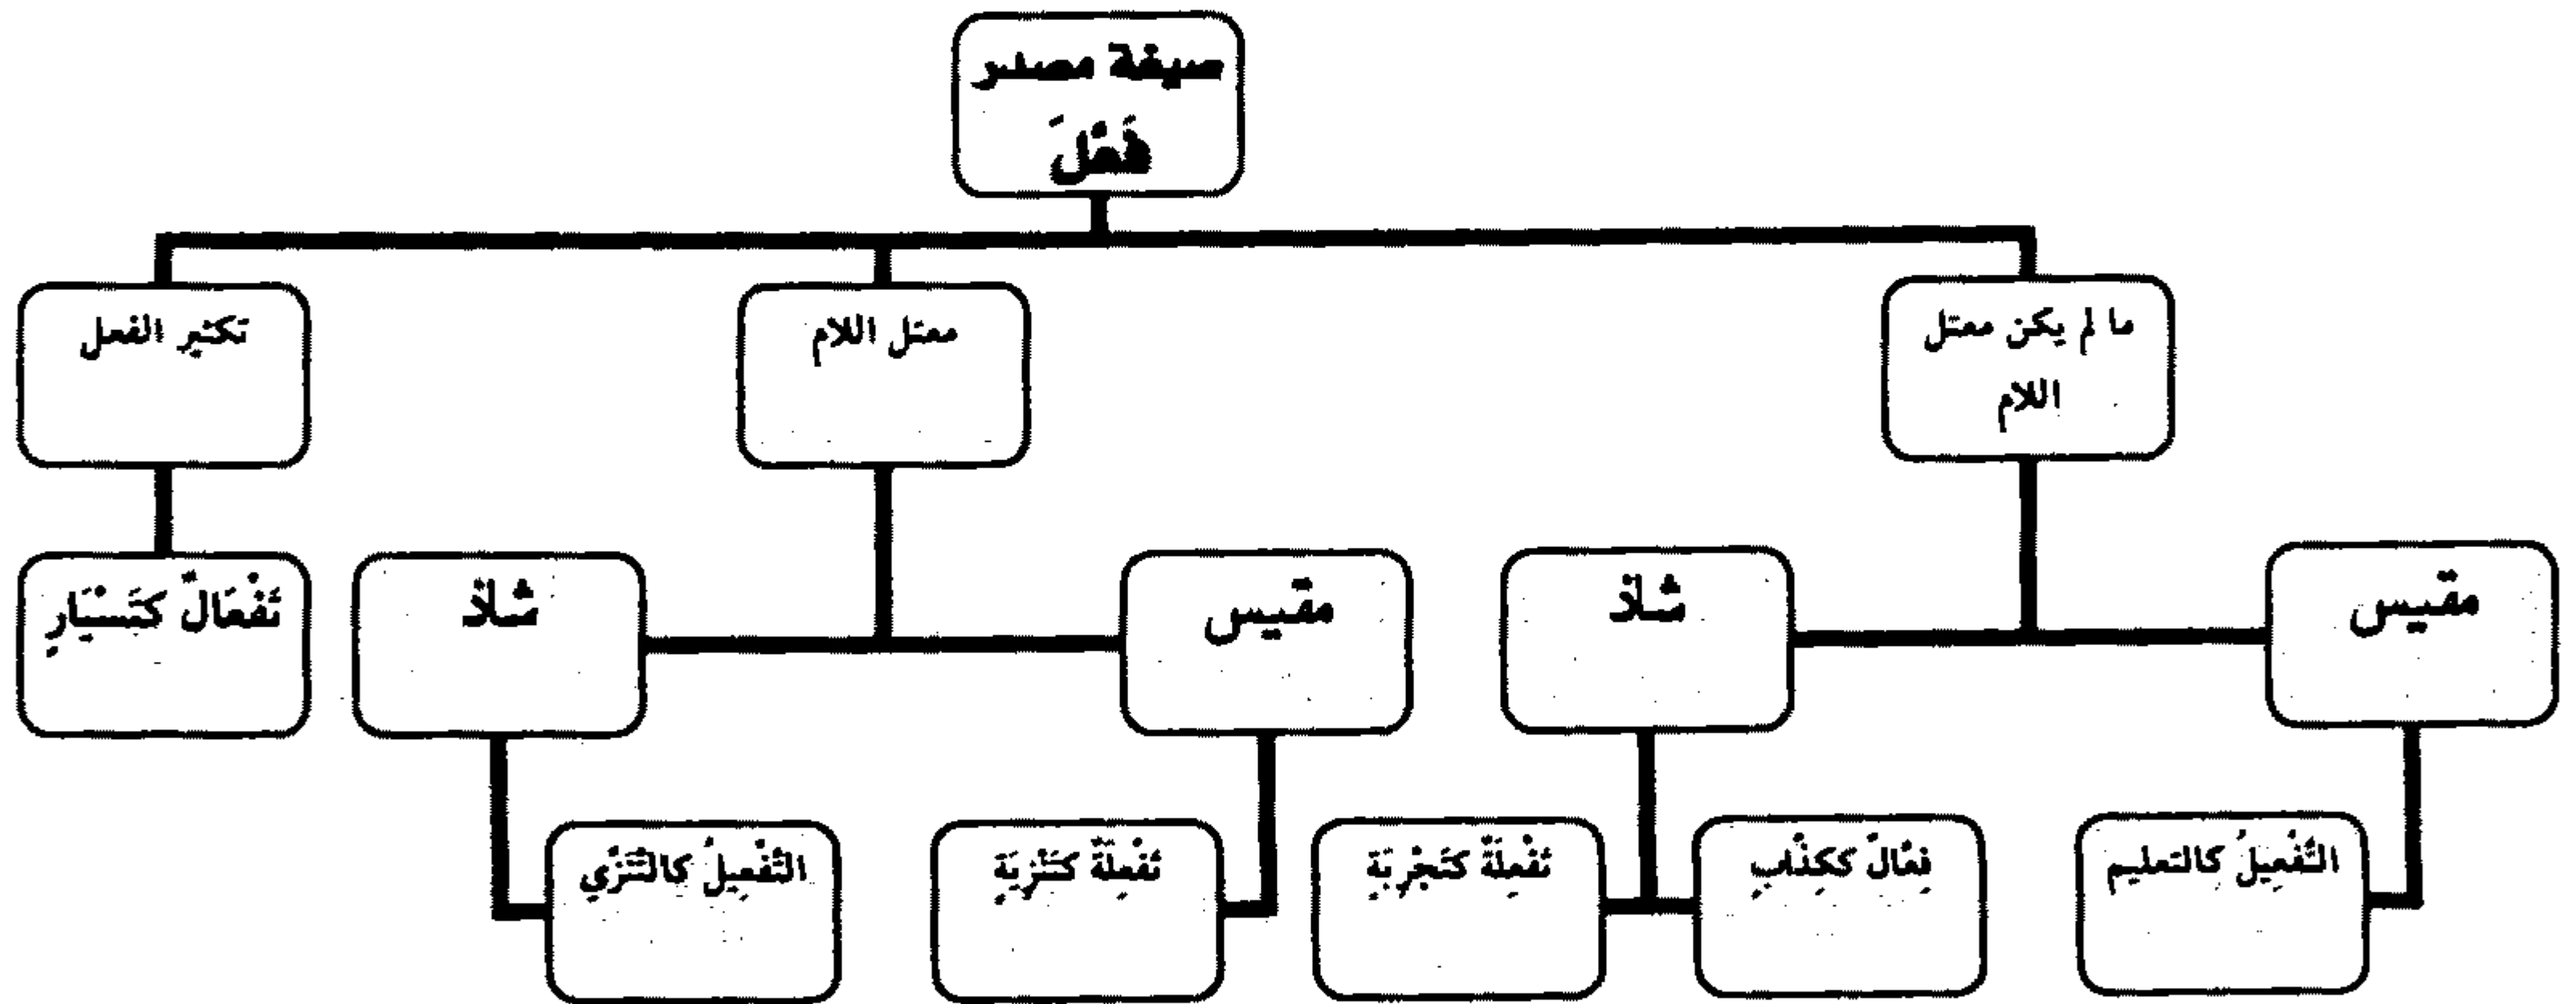 صيغة مصدر
فَعَّلَ
ما لم يكن معتل
اللام
معتل اللام
تكثير الفعل
مقيس
شاذ
مقيس
شاذ
تَفْعَالٌ كتَسْيَارٍ
التَّفْعِيلُ كالتعليم
فِعَّالٌ ككِذَّابٍ
تَفْعِلَةٌ كتَجْرِبَةٍ
تَفْعِلَةٌ كتَنْزِيَةٍ
التَّفْعِيلُ كالتَّنْزِّي